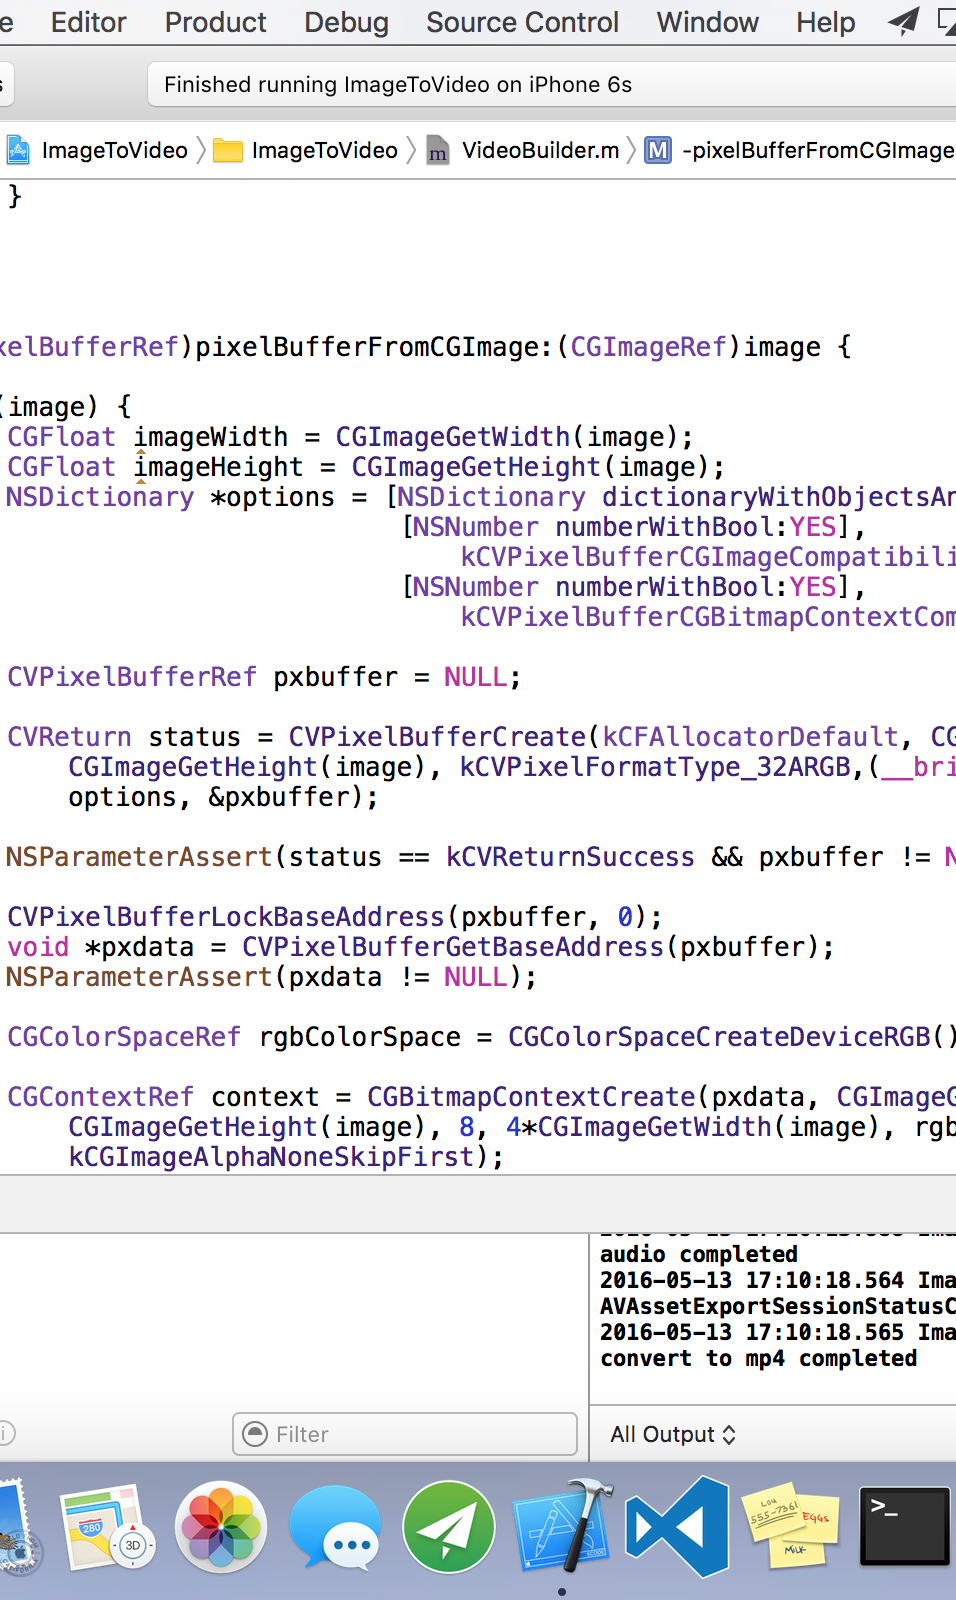 Editor Product Debug Source Control Window Help
Finished running ImageToVideo on iPhone 6s
ImageToVideo ImageToVideo m VideoBuilder.m M -pixelBufferFromCGImage
}
xelBufferRef)pixelBufferFromCGImage:(CGImageRef)image {
(image) {
CGFloat imageWidth = CGImageGetWidth(image);
CGFloat imageHeight = CGImageGetHeight(image);
NSDictionary *options = [NSDictionary dictionaryWithObjectsAn
[NSNumber numberWithBool:YES],
kCVPixelBufferCGImageCompatibili
[NSNumber numberWithBool:YES],
kCVPixelBufferCGBitmapContextCom
CVPixelBufferRef pxbuffer = NULL;
CVReturn status = CVPixelBufferCreate(kCFAllocatorDefault, CG
CGImageGetHeight(image), kCVPixelFormatType_32ARGB,(__bri
options, &pxbuffer);
NSParameterAssert(status == kCVReturnSuccess && pxbuffer != N
CVPixelBufferLockBaseAddress(pxbuffer, 0);
void *pxdata = CVPixelBufferGetBaseAddress(pxbuffer);
NSParameterAssert(pxdata != NULL);
CGColorSpaceRef rgbColorSpace = CGColorSpaceCreateDeviceRGB()
CGContextRef context = CGBitmapContextCreate(pxdata, CGImageG
CGImageGetHeight(image), 8, 4*CGImageGetWidth(image), rgb
kCGImageAlphaNoneSkipFirst);
audio completed
2016-05-13 17:10:18.564 Ima
AVAssetExportSessionStatusC
2016-05-13 17:10:18.565 Ima
convert to mp4 completed
Filter
All Output
280
3D
Lou
555-7361
EGGS
MILK
>_